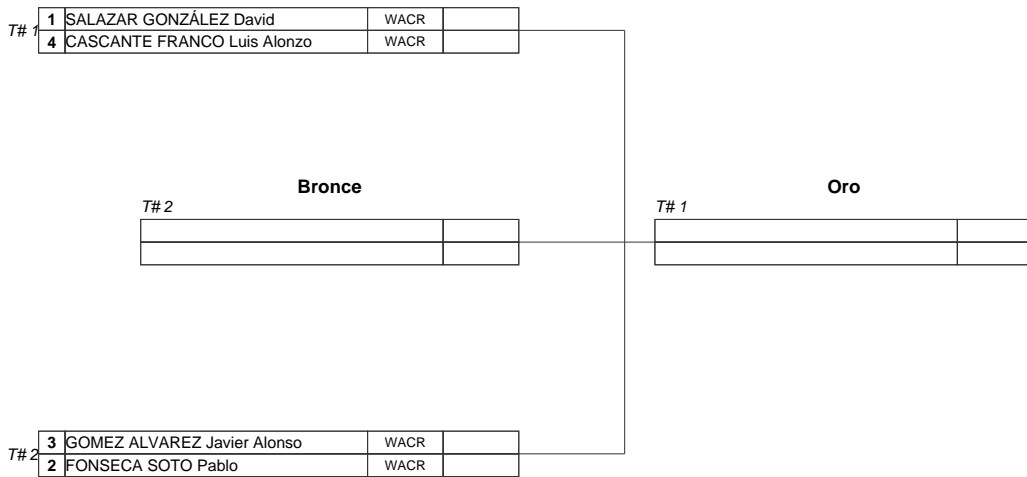 T# 1
1 SALAZAR GONZÁLEZ David WACR
4 CASCANTE FRANCO Luis Alonzo WACR
Bronce
T# 2
Oro
T# 1
T# 2
3 GOMEZ ALVAREZ Javier Alonso WACR
2 FONSECA SOTO Pablo WACR